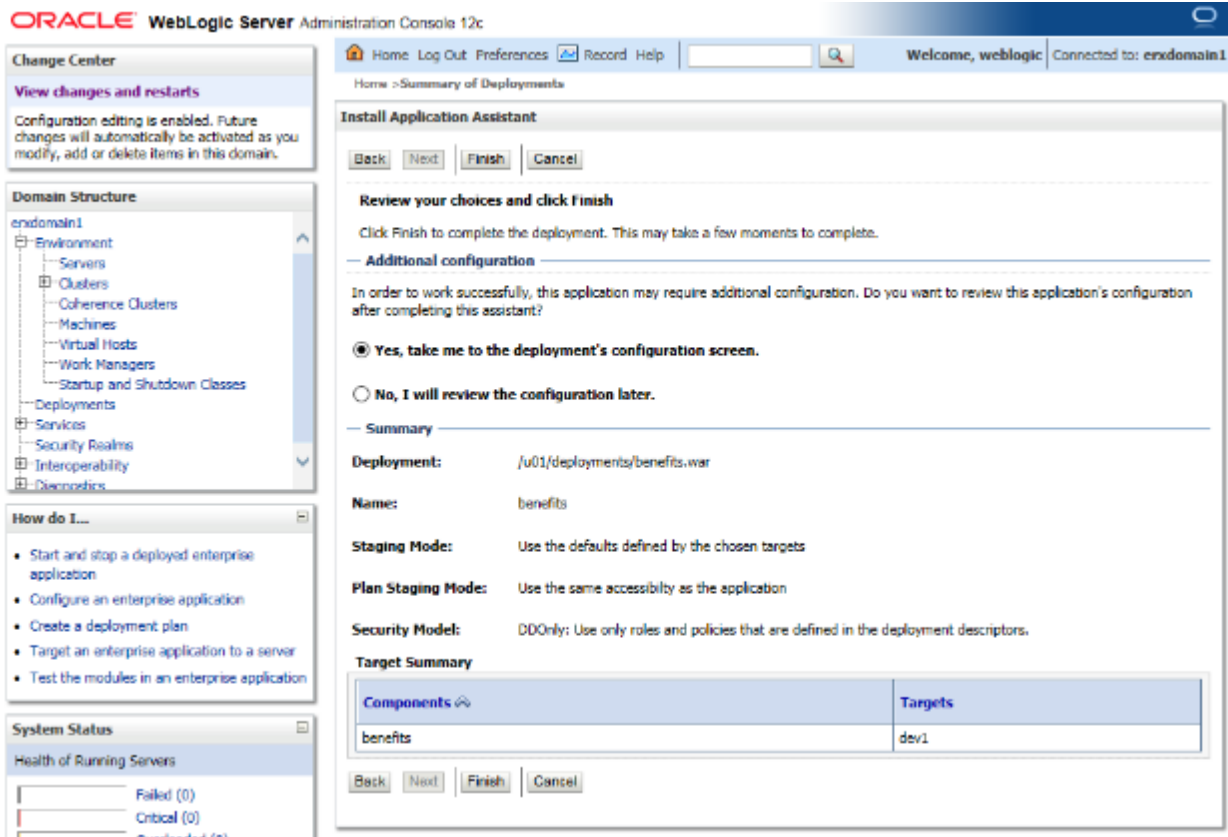 ORACLE WebLogic Server Administration Console 12c
Change Center
View changes and restarts
Configuration editing is enabled. Future
changes will automatically be activated as you
modify, add or delete items in this domain.
Domain Structure
erxdomain1
Environment
Servers
Clusters
Coherence Clusters
Machines
Virtual Hosts
Work Managers
Startup and Shutdown Classes
Deployments
Services
Security Realms
Interoperability
Diagnostics
How do I...
Start and stop a deployed enterprise
application
Configure an enterprise application
Create a deployment plan
Target an enterprise application to a server
Test the modules in an enterprise application
System Status
Health of Running Servers
Failed (0)
Critical (0)
Overloaded (0)
Home Log Out Preferences Record Help
Welcome, weblogic Connected to: erxdomain1
Home >Summary of Deployments
Install Application Assistant
Back Next Finish Cancel
Review your choices and click Finish
Click Finish to complete the deployment. This may take a few moments to complete.
Additional configuration
In order to work successfully, this application may require additional configuration. Do you want to review this application's configuration
after completing this assistant?
Yes, take me to the deployment's configuration screen.
No, I will review the configuration later.
Summary
Deployment: /u01/deployments/benefits.war
Name: benefits
Staging Mode: Use the defaults defined by the chosen targets
Plan Staging Mode: Use the same accessibilty as the application
Security Model: DDOnly: Use only roles and policies that are defined in the deployment descriptors.
Target Summary
Components Targets
benefits dev1
Back Next Finish Cancel